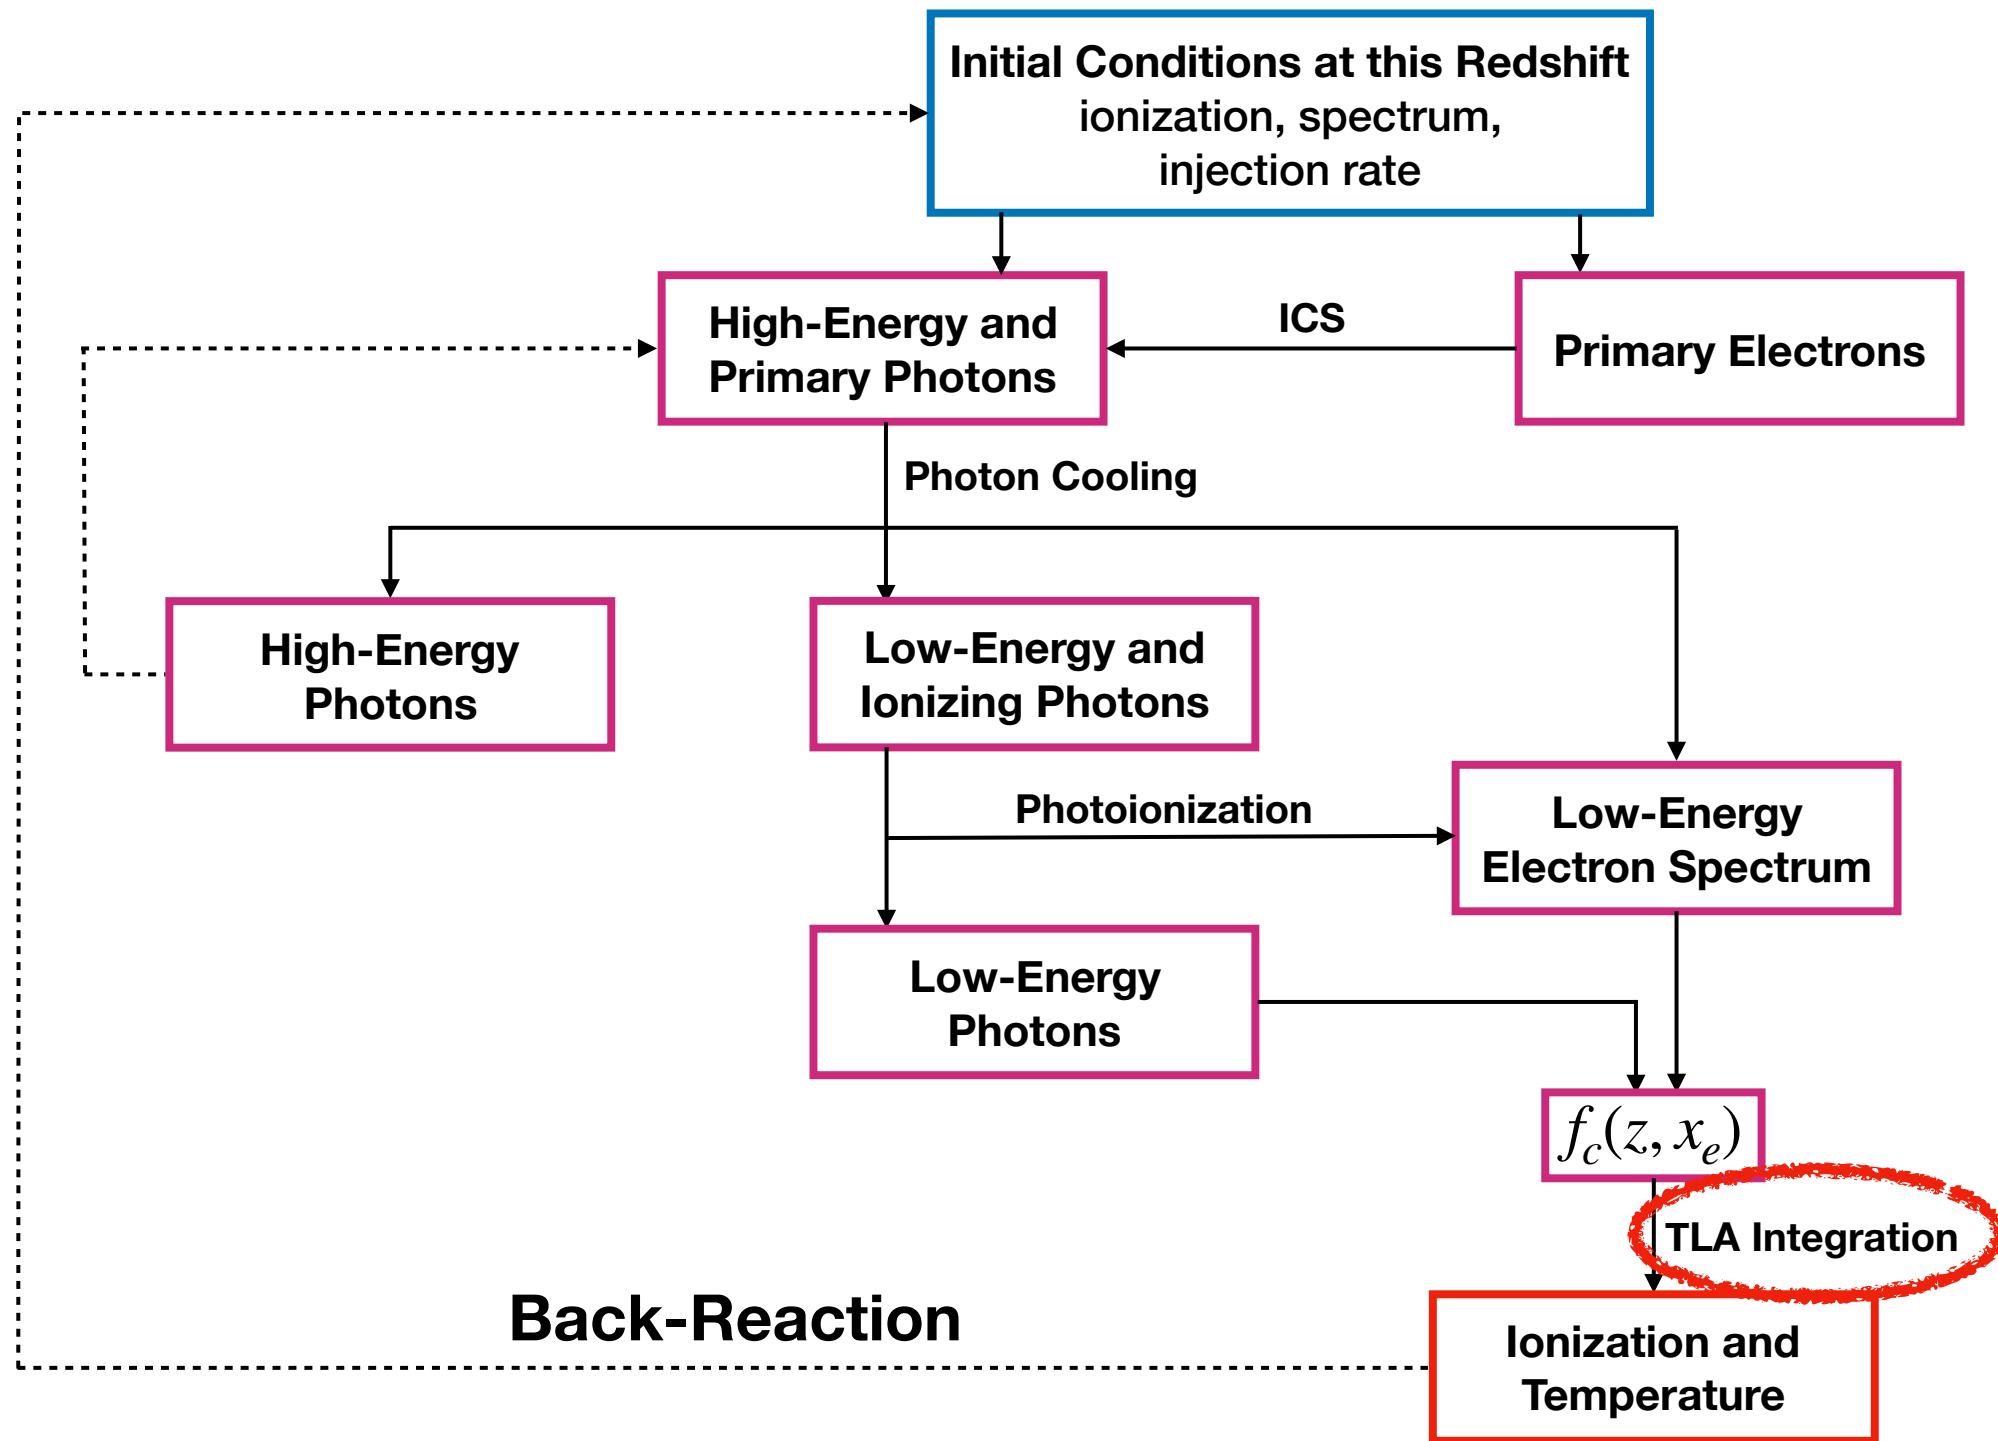 Initial Conditions at this Redshift
ionization, spectrum,
injection rate
High-Energy and
Primary Photons
ICS
Primary Electrons
Photon Cooling
High-Energy
Photons
Low-Energy and
Ionizing Photons
Photoionization
Low-Energy
Electron Spectrum
Low-Energy
Photons
f_c(z, x_e)
TLA Integration
Back-Reaction
Ionization and
Temperature